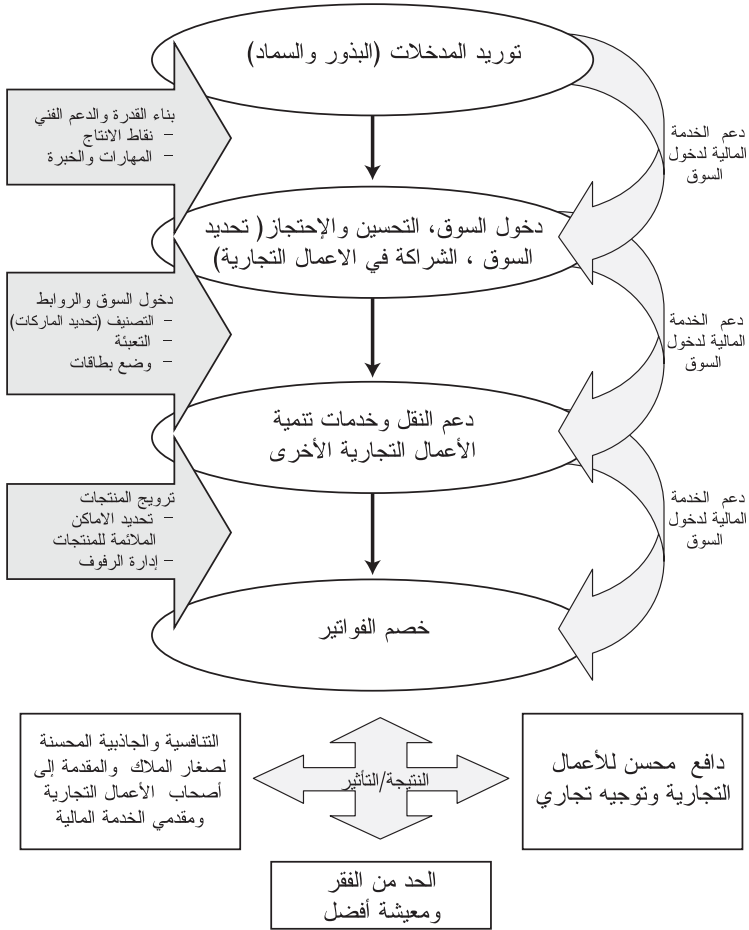 توريد المدخلات (البذور والسماد)
بناء القدرة والدعم الفني
– نقاط الانتاج
– المهارات والخبرة
دعم الخدمة
المالية لدخول
السوق
دخول السوق، التحسين والإحتجاز( تحديد
السوق ، الشراكة في الاعمال التجارية)
دخول السوق والروابط
– التصنيف (تحديد الماركات)
– التعبئة
– وضع بطاقات
دعم الخدمة
المالية لدخول
السوق
دعم النقل وخدمات تنمية
الأعمال التجارية الأخرى
ترويج المنتجات
– تحديد الاماكن
الملائمة للمنتجات
– إدارة الرفوف
دعم الخدمة
المالية لدخول
السوق
خصم الفواتير
دافع محسن للأعمال
التجارية وتوجيه تجاري
النتيجة/التأثير
التنافسية والجاذبية المحسنة
لصغار الملاك والمقدمة إلى
أصحاب الأعمال التجارية
ومقدمي الخدمة المالية
الحد من الفقر
ومعيشة أفضل